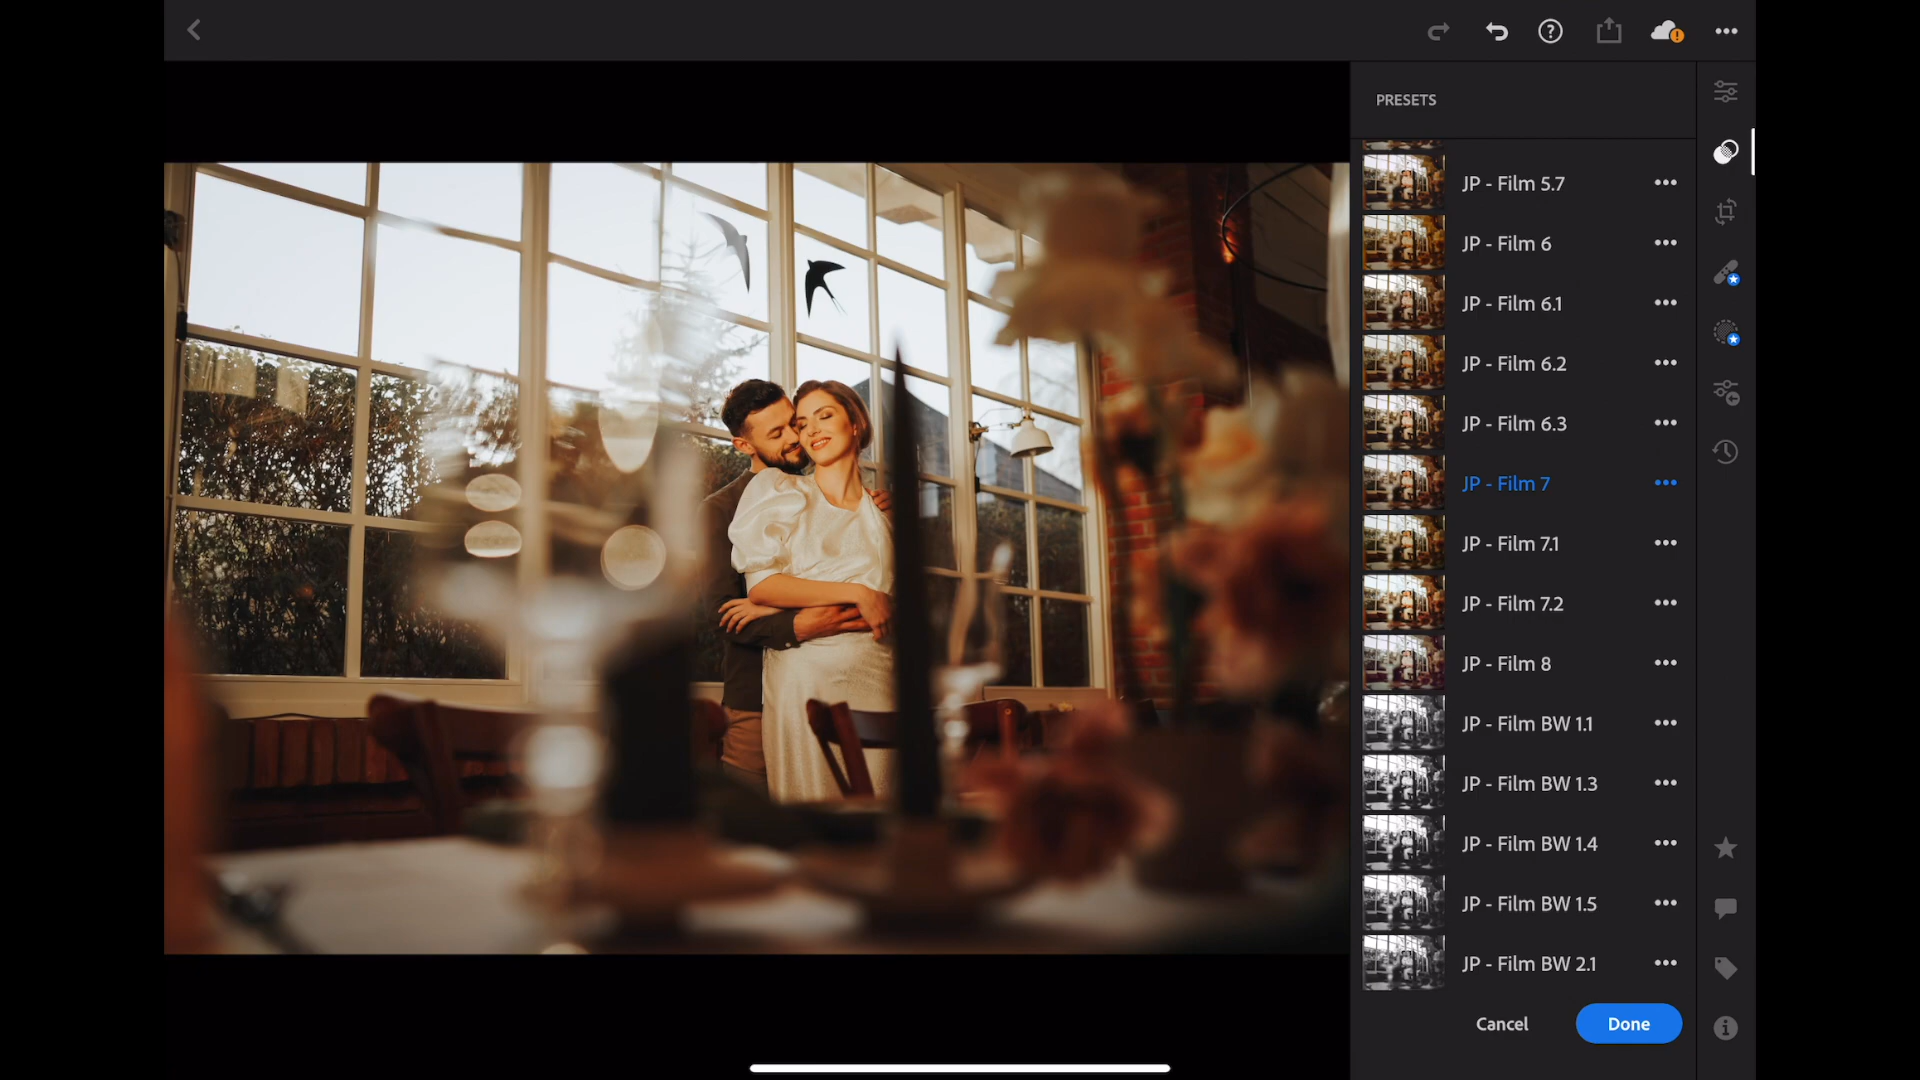 PRESETS
JP - Film 5.7
JP - Film 6
JP - Film 6.1
JP - Film 6.2
JP - Film 6.3
JP - Film 7
JP - Film 7.1
JP - Film 7.2
JP - Film 8
JP - Film BW 1.1
JP - Film BW 1.3
JP - Film BW 1.4
JP - Film BW 1.5
JP - Film BW 2.1
Cancel Done